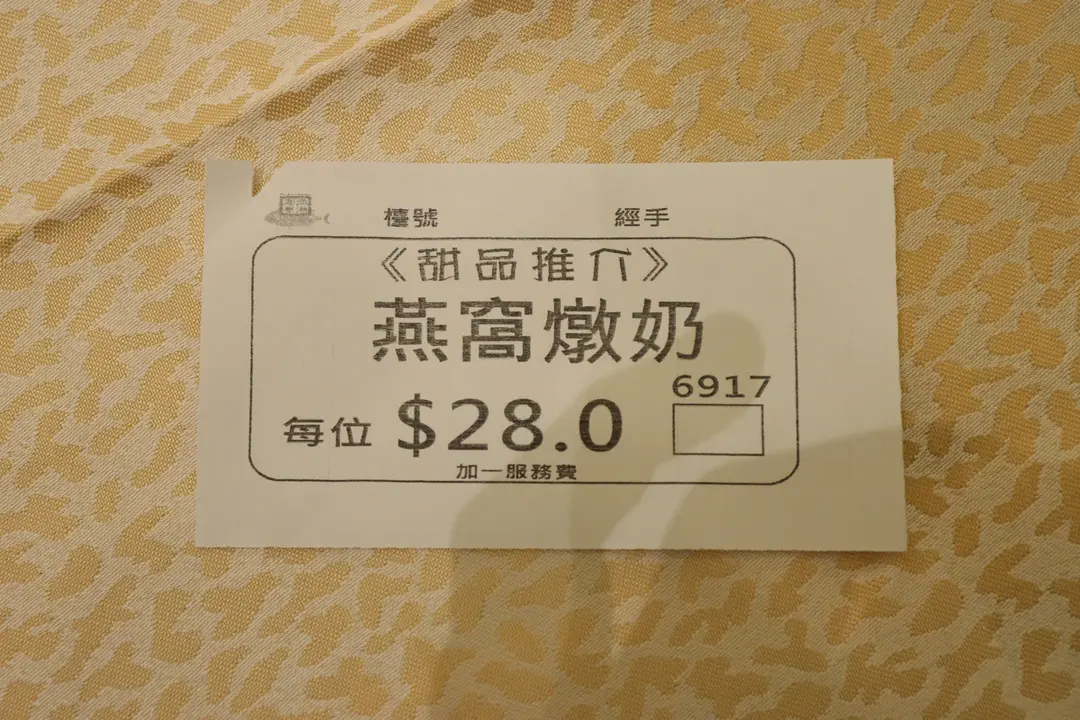 檯號 經手
《甜品推介》
燕窩燉奶
6917
每位 $28.0
加一服務費